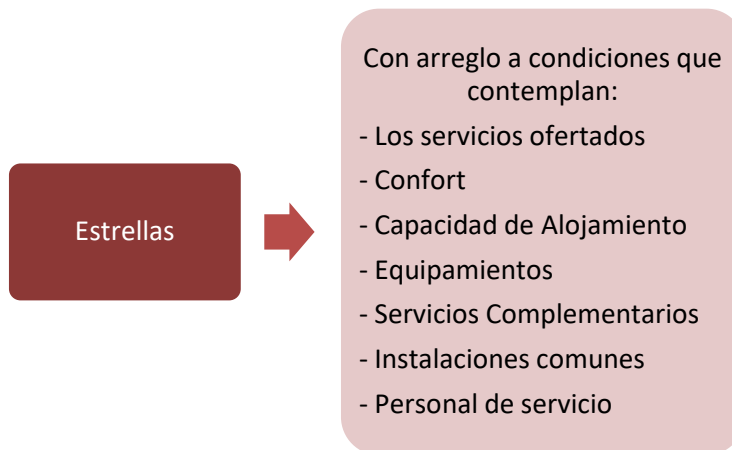 Estrellas
Con arreglo a condiciones que
contemplan:
- Los servicios ofertados
- Confort
- Capacidad de Alojamiento
- Equipamientos
- Servicios Complementarios
- Instalaciones comunes
- Personal de servicio